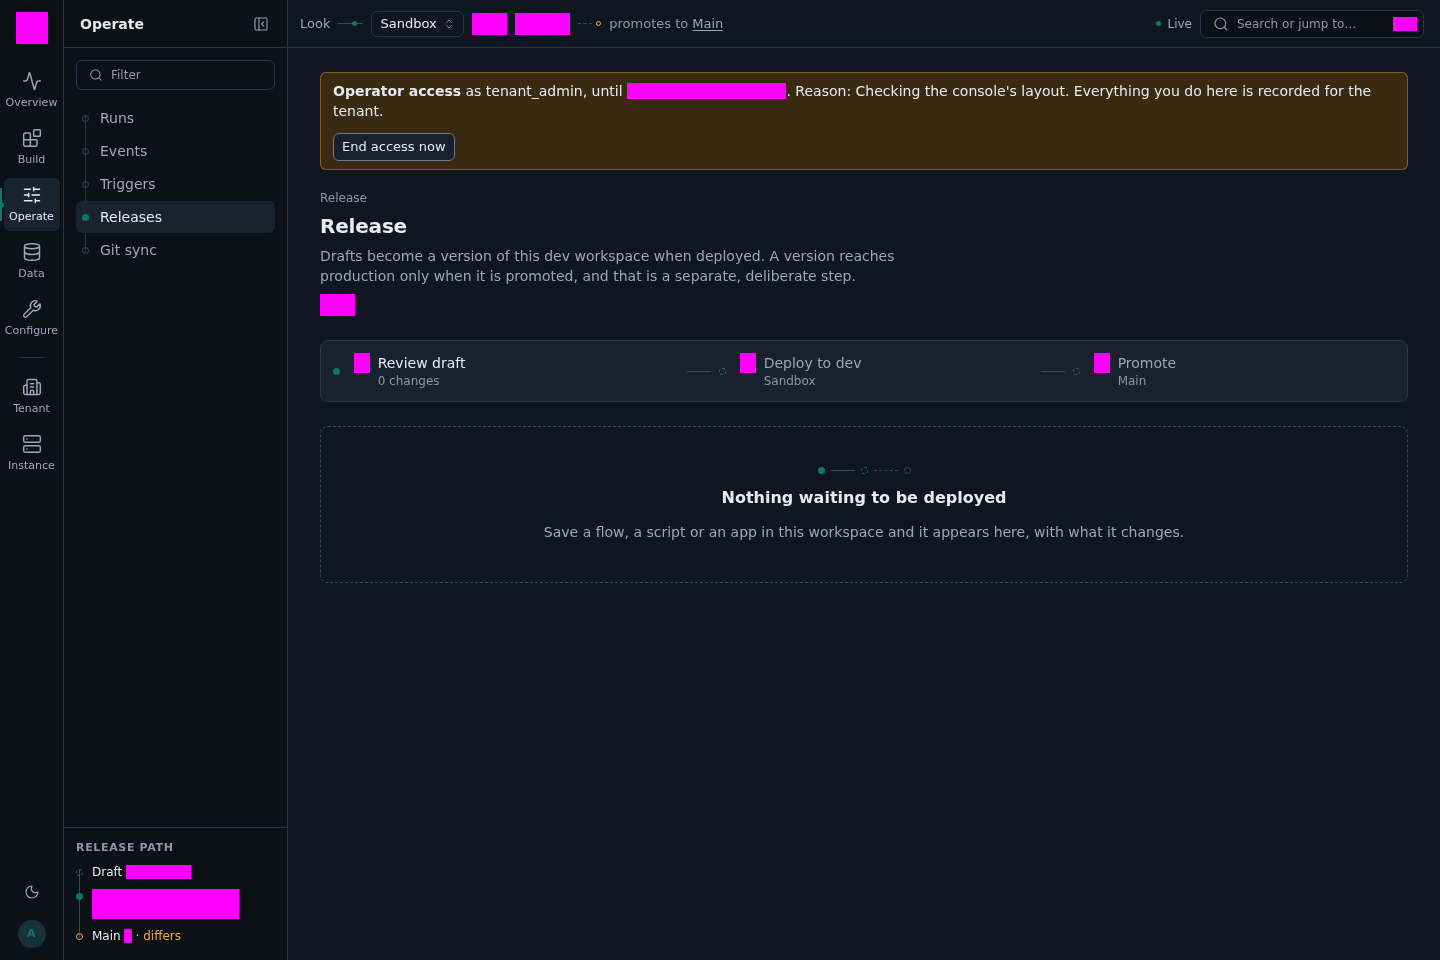 Operate
Look
Sandbox
promotes to Main
Live
Search or jump to...
Overview
Build
Operate
Data
Configure
Tenant
Instance
A
Filter
Runs
Events
Triggers
Releases
Git sync
RELEASE PATH
Draft
Main · differs
Operator access as tenant_admin, until . Reason: Checking the console's layout. Everything you do here is recorded for the
tenant.
End access now
Release
Release
Drafts become a version of this dev workspace when deployed. A version reaches
production only when it is promoted, and that is a separate, deliberate step.
Review draft
0 changes
Deploy to dev
Sandbox
Promote
Main
Nothing waiting to be deployed
Save a flow, a script or an app in this workspace and it appears here, with what it changes.